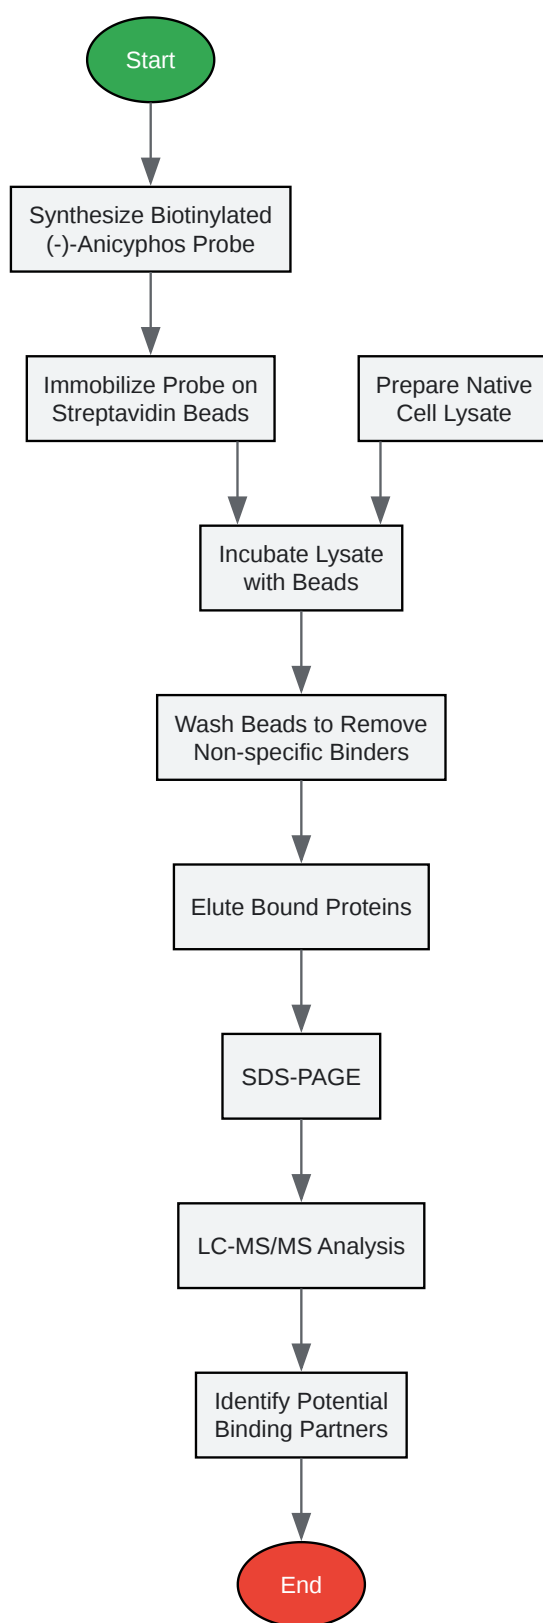 Start
Synthesize Biotinylated
(-)-Anicyphos Probe
Immobilize Probe on
Streptavidin Beads
Prepare Native
Cell Lysate
Incubate Lysate
with Beads
Wash Beads to Remove
Non-specific Binders
Elute Bound Proteins
SDS-PAGE
LC-MS/MS Analysis
Identify Potential
Binding Partners
End